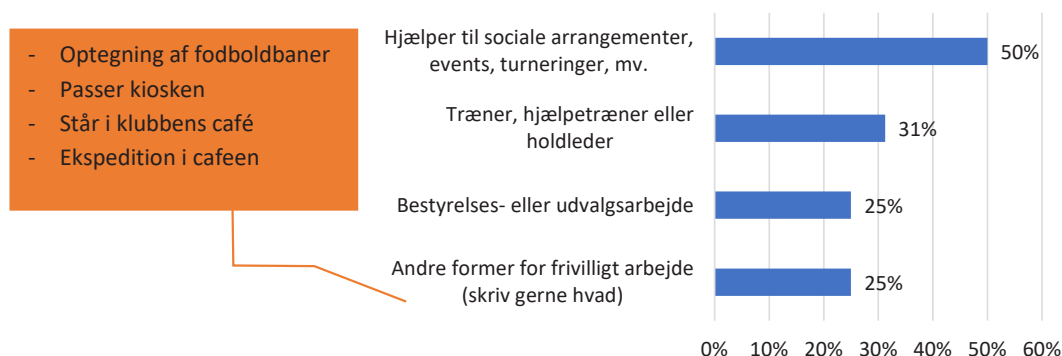 - Optegning af fodboldbaner
- Passer kiosken
- Står i klubbens café
- Ekspedition i cafeen
Hjælper til sociale arrangementer,
events, turneringer, mv.
50%
Træner, hjælpetræner eller
holdleder
31%
Bestyrelses- eller udvalgsarbejde
25%
Andre former for frivilligt arbejde
(skriv gerne hvad)
25%
0% 10% 20% 30% 40% 50% 60%